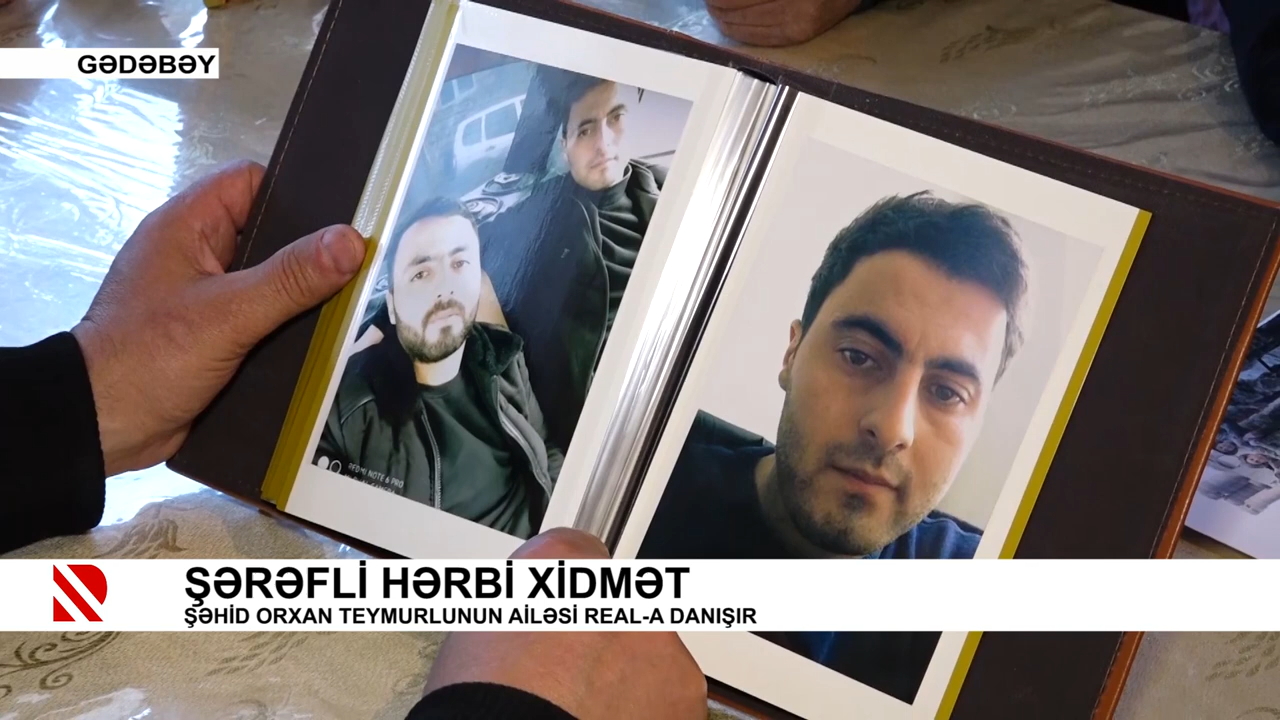 GƏDƏBƏY
REDMI NOTE 6 PRO
ŞƏRƏFLİ HƏRBİ XİDMƏT
ŞƏHİD ORXAN TEYMURLUNUN AİLƏSİ REAL-A DANIŞIR